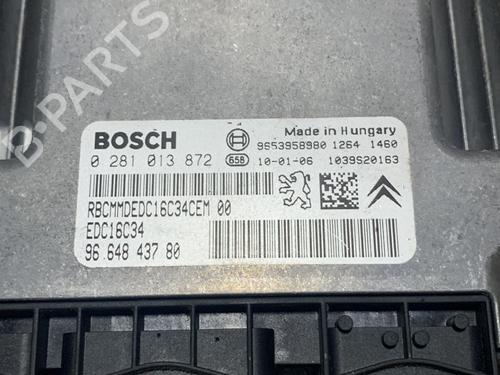 B-PARTS
BOSCH
Made in Hungary
9653958980 1264 1460
0 281 013 872 658 10-01-06 1039S20163
RBCMMDEDC16C34CEM 00
EDC16C34
96 648 437 80